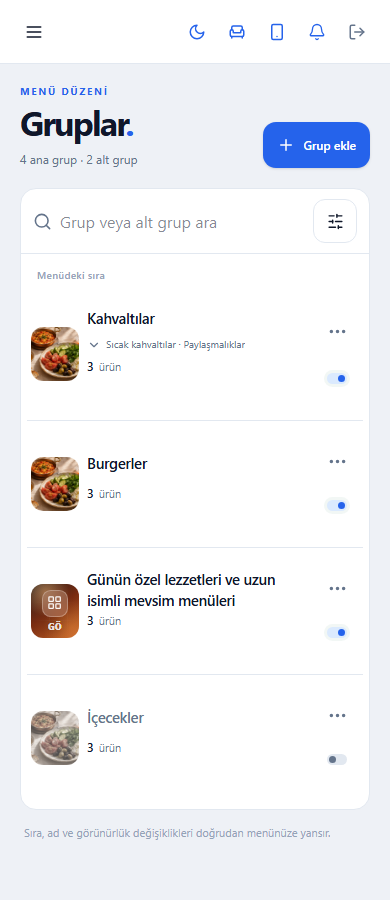 MENÜ DÜZENİ
Gruplar.
4 ana grup · 2 alt grup
Grup ekle
Grup veya alt grup ara
Menüdeki sıra
Kahvaltılar
Sıcak kahvaltılar · Paylaşmalıklar
3 ürün
Burgerler
3 ürün
Günün özel lezzetleri ve uzun
isimli mevsim menüleri
GÖ
3 ürün
İçecekler
3 ürün
Sıra, ad ve görünürlük değişiklikleri doğrudan menünüze yansır.